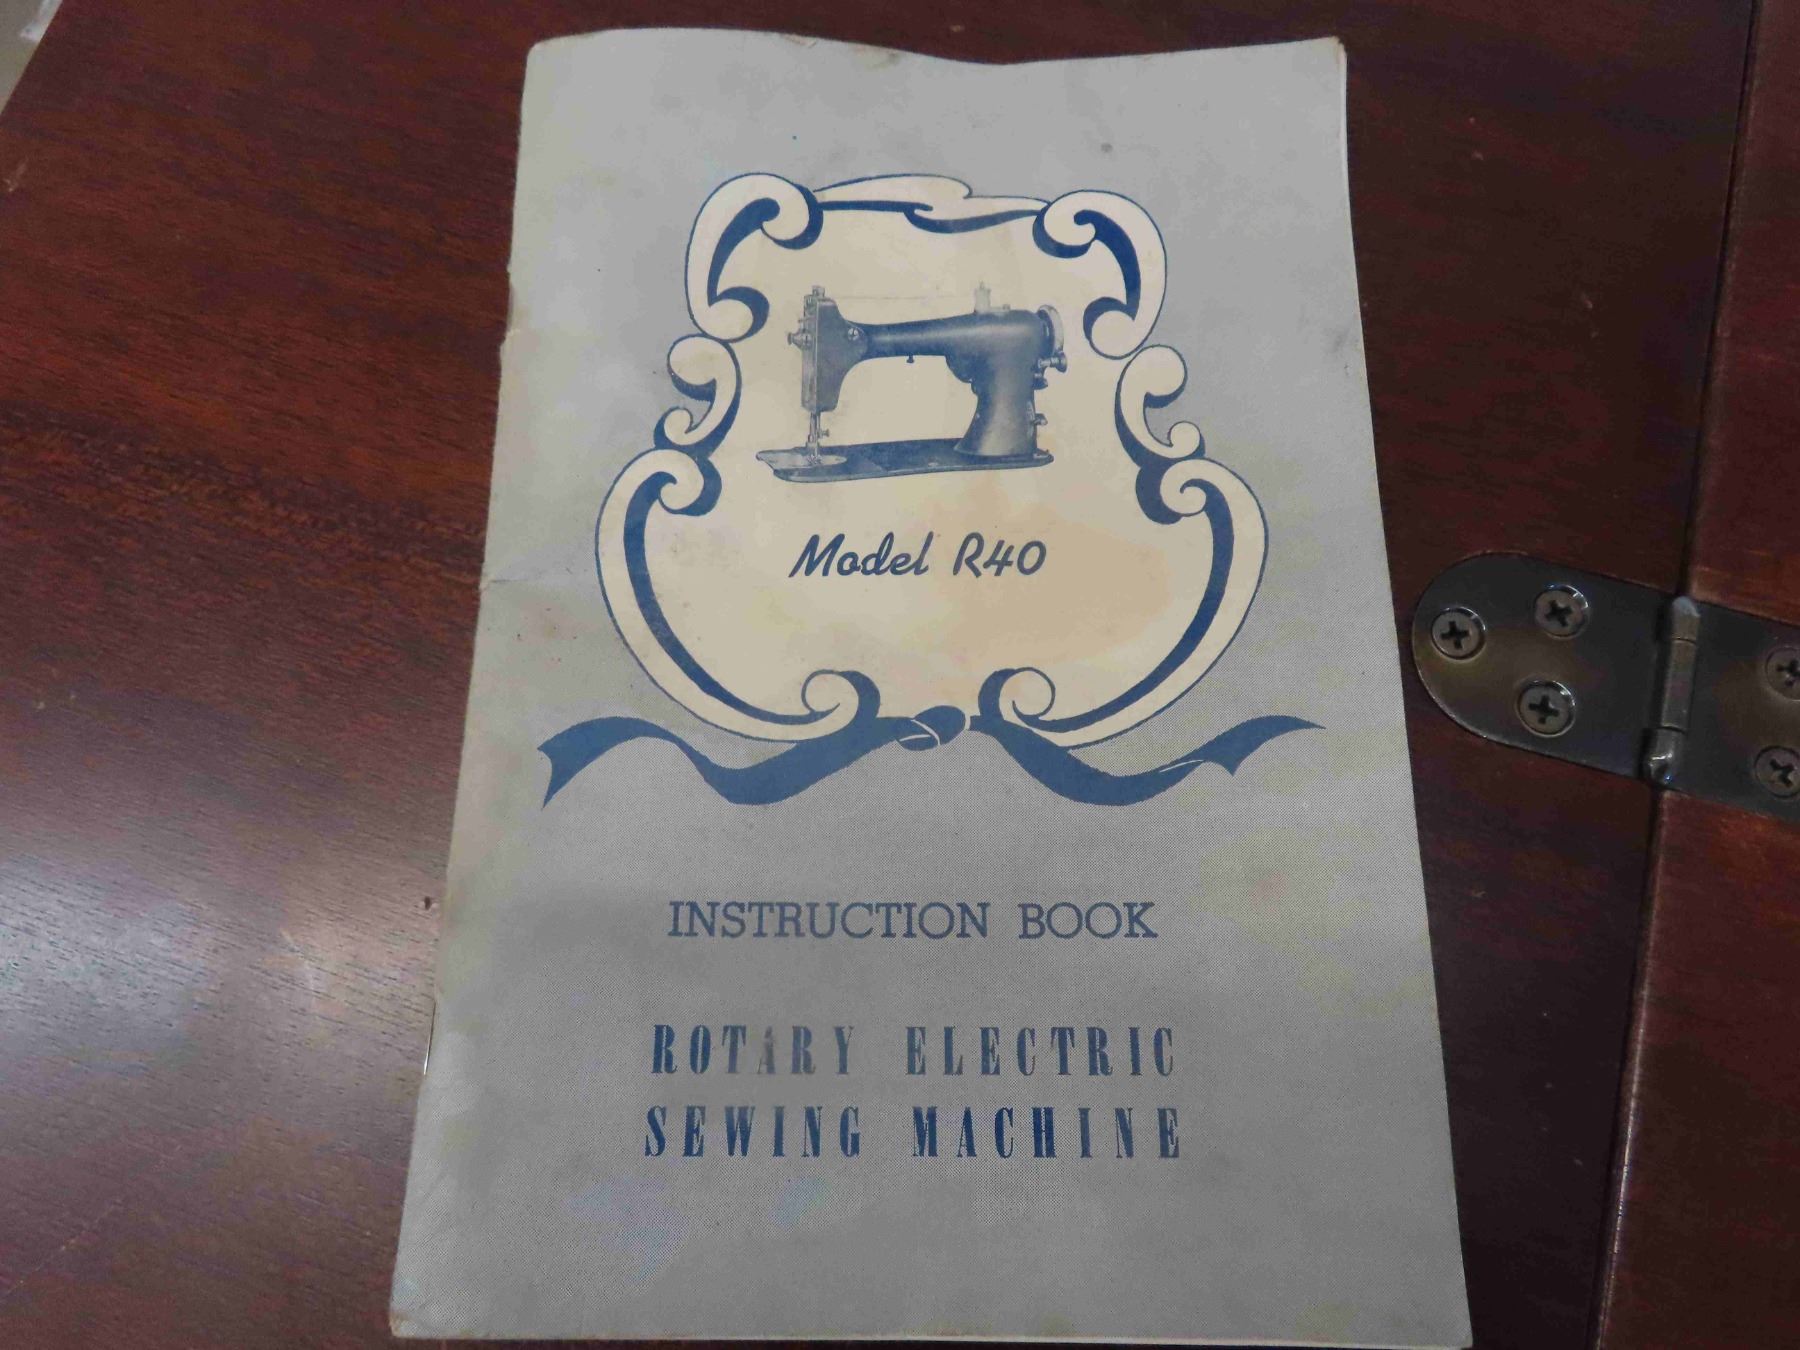 Model R40
INSTRUCTION BOOK
ROTARY ELECTRIC
SEWING MACHINE